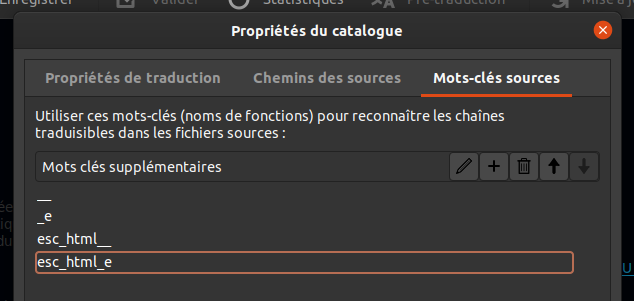 Enregistrer
Valider
Statistiques
Pré-traduction
Mise à jo
Propriétés du catalogue
Propriétés de traduction
Chemins des sources
Mots-clés sources
Utiliser ces mots-clés (noms de fonctions) pour reconnaître les chaînes
traduisibles dans les fichiers sources :
Mots clés supplémentaires
__
_e
esc_html__
esc_html_e